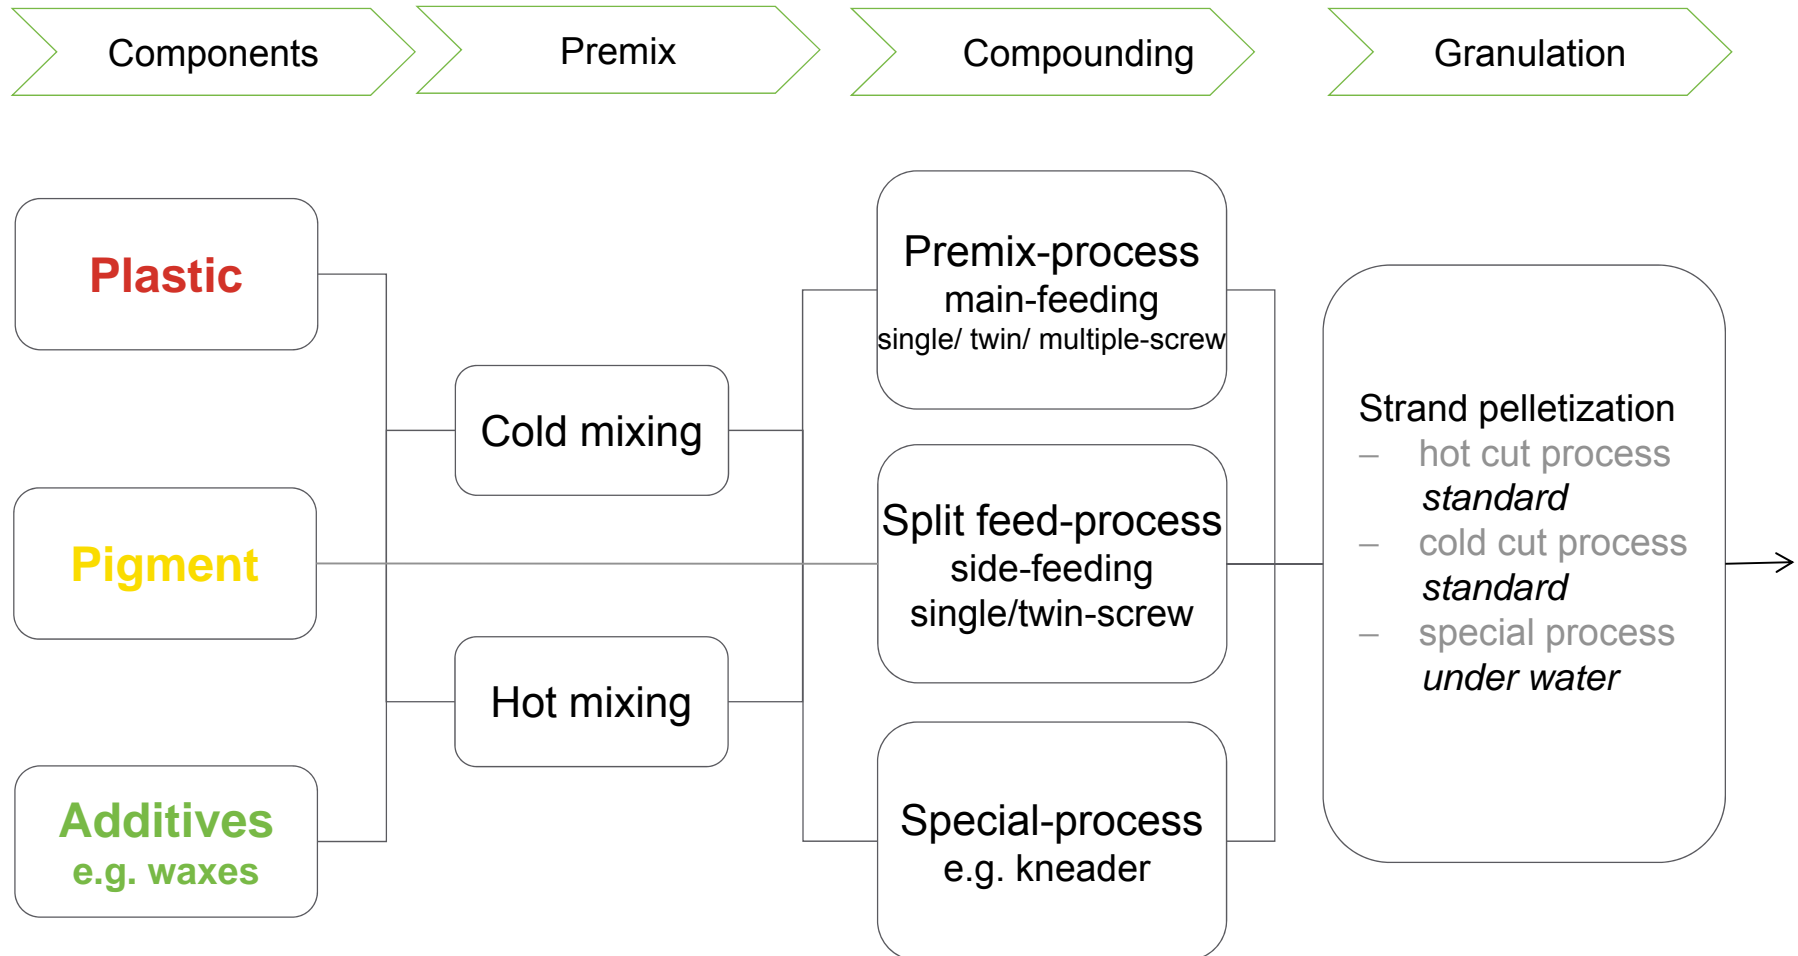 Components
Premix
Compounding
Granulation
Plastic
Pigment
Additives
e.g. waxes
Cold mixing
Hot mixing
Premix-process
main-feeding
single/ twin/ multiple-screw
Split feed-process
side-feeding
single/twin-screw
Special-process
e.g. kneader
Strand pelletization
– hot cut process
standard
– cold cut process
standard
– special process
under water